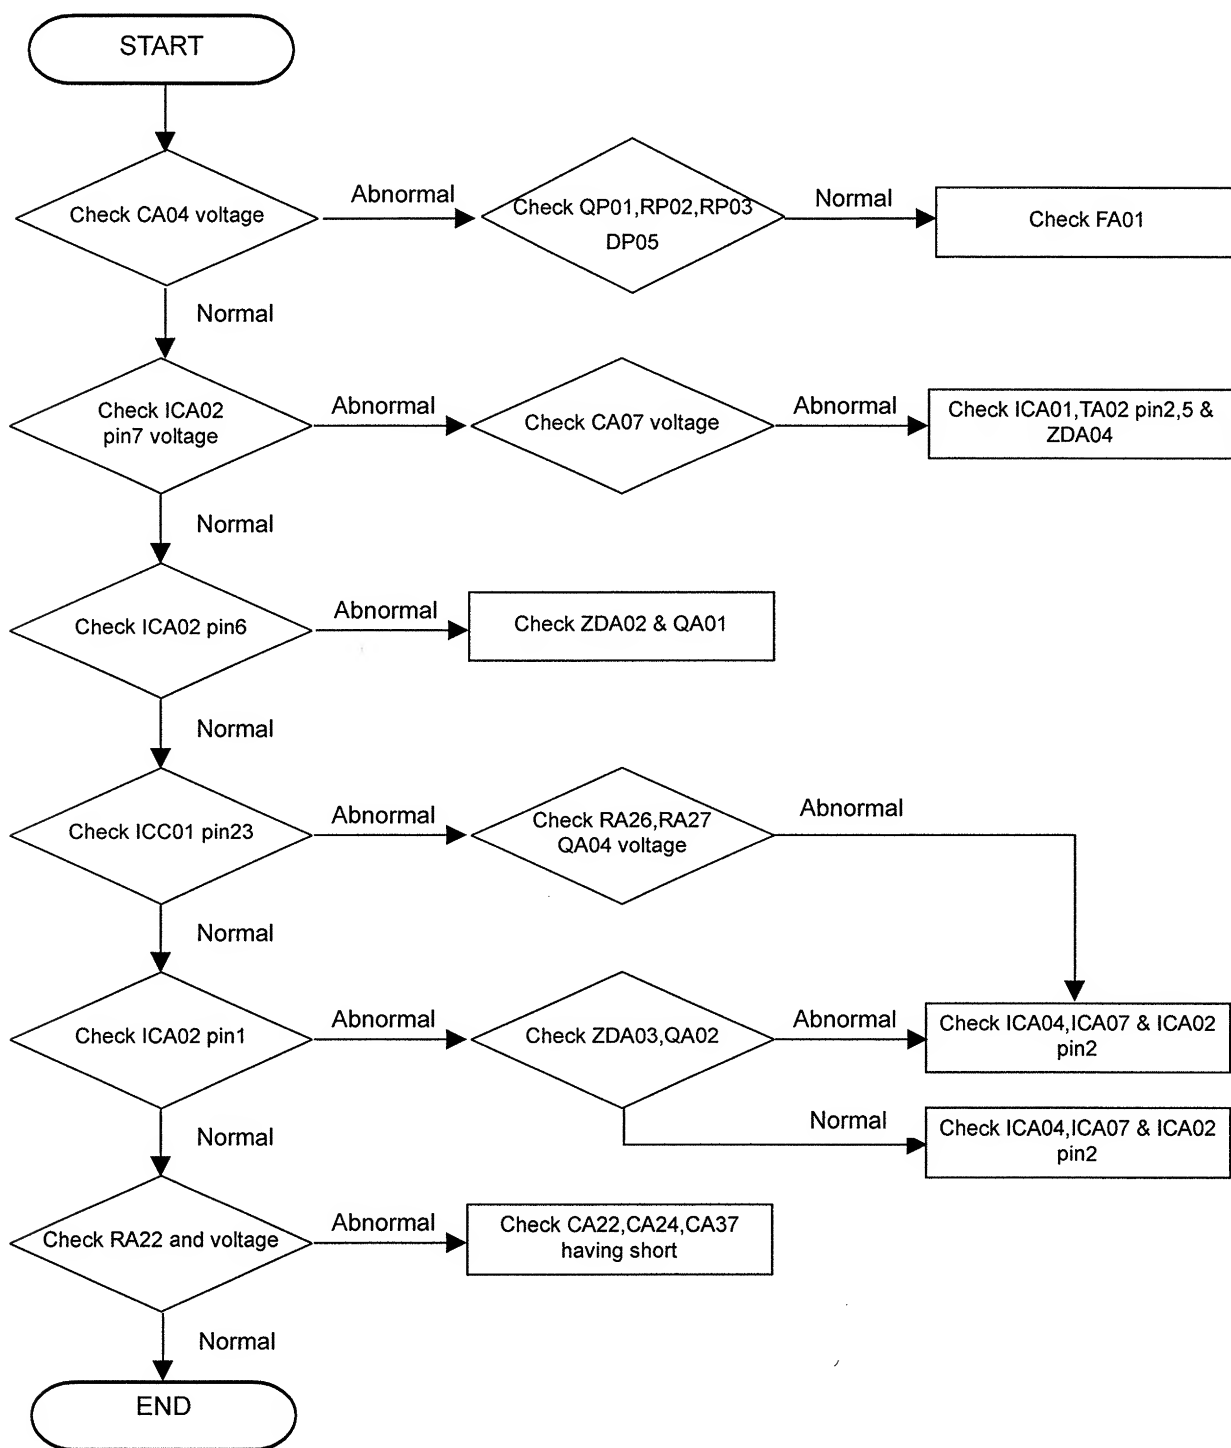 START
Check CA04 voltage
Abnormal
Check QP01,RP02,RP03
DP05
Normal
Check FA01
Normal
Check ICA02
pin7 voltage
Abnormal
Check CA07 voltage
Abnormal
Check ICA01,TA02 pin2,5 &
ZDA04
Normal
Check ICA02 pin6
Abnormal
Check ZDA02 & QA01
Normal
Check ICC01 pin23
Abnormal
Check RA26,RA27
QA04 voltage
Abnormal
Normal
Check ICA02 pin1
Abnormal
Check ZDA03,QA02
Abnormal
Check ICA04,ICA07 & ICA02
pin2
Normal
Normal
Check ICA04,ICA07 & ICA02
pin2
Check RA22 and voltage
Abnormal
Check CA22,CA24,CA37
having short
Normal
END